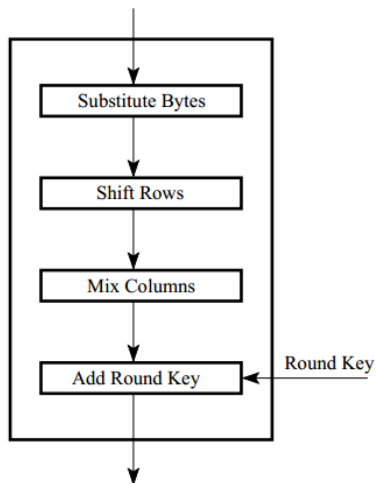 Substitute Bytes
Shift Rows
Mix Columns
Round Key
Add Round Key